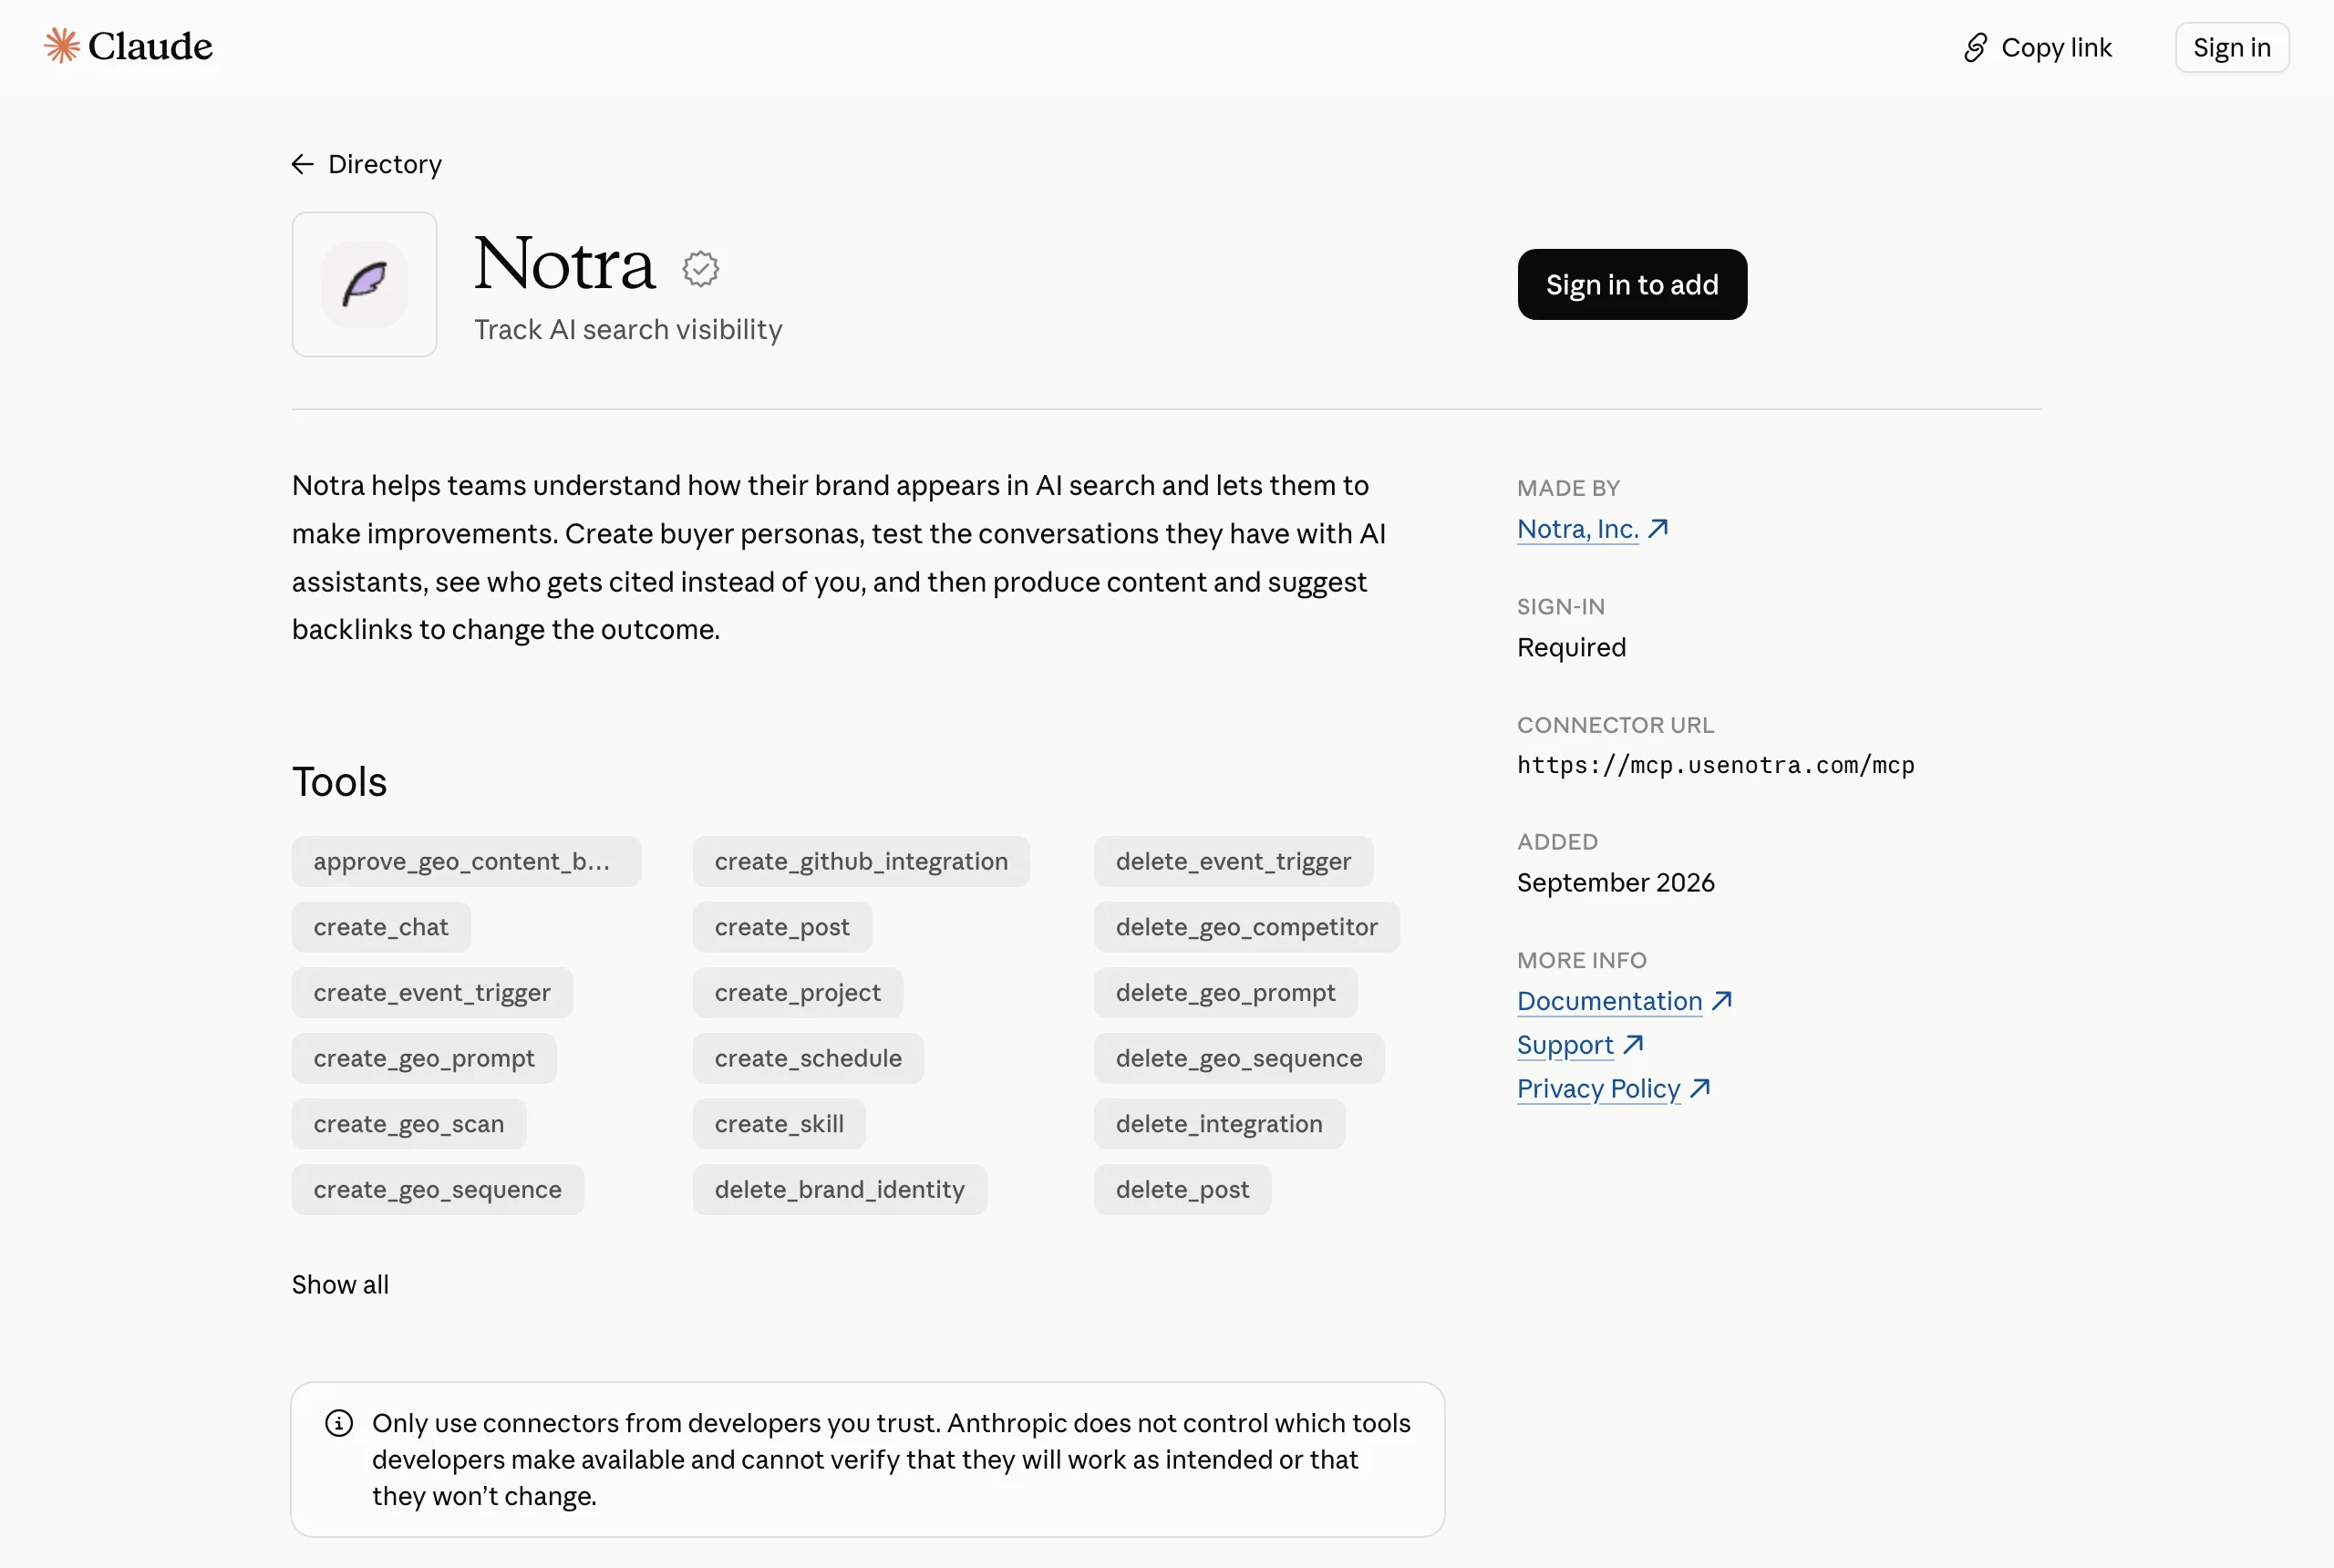 Claude
Copy link
Sign in
Directory
Notra
Track AI search visibility
Sign in to add
Notra helps teams understand how their brand appears in AI search and lets them to
make improvements. Create buyer personas, test the conversations they have with AI
assistants, see who gets cited instead of you, and then produce content and suggest
backlinks to change the outcome.
Tools
approve_geo_content_b...
create_github_integration
delete_event_trigger
create_chat
create_post
delete_geo_competitor
create_event_trigger
create_project
delete_geo_prompt
create_geo_prompt
create_schedule
delete_geo_sequence
create_geo_scan
create_skill
delete_integration
create_geo_sequence
delete_brand_identity
delete_post
Show all
Only use connectors from developers you trust. Anthropic does not control which tools
developers make available and cannot verify that they will work as intended or that
they won’t change.
MADE BY
Notra, Inc.
SIGN-IN
Required
CONNECTOR URL
https://mcp.usenotra.com/mcp
ADDED
September 2026
MORE INFO
Documentation
Support
Privacy Policy